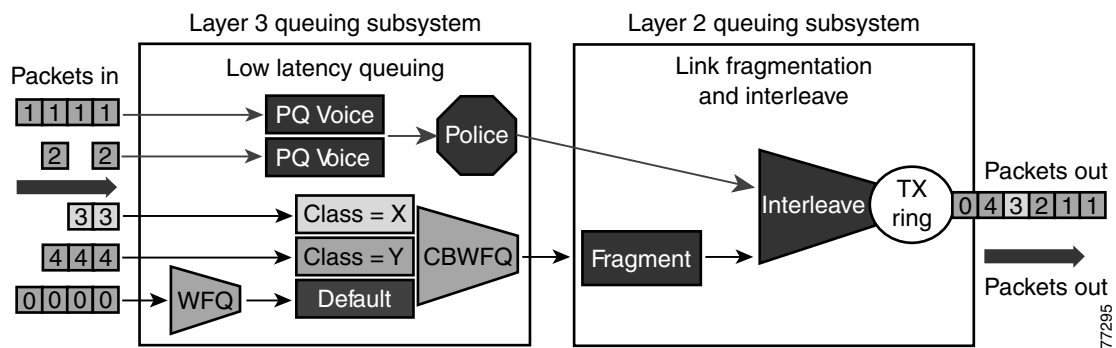 Layer 3 queuing subsystem
Layer 2 queuing subsystem
Packets in
Low latency queuing
Link fragmentation
and interleave
1 1 1 1
PQ Voice
Police
2 2
PQ Voice
3 3
Class = X
4 4 4
Class = Y
CBWFQ
0 0 0 0
WFQ
Default
Fragment
Interleave
TX
ring
Packets out
0 4 3 2 1 1
Packets out
77295